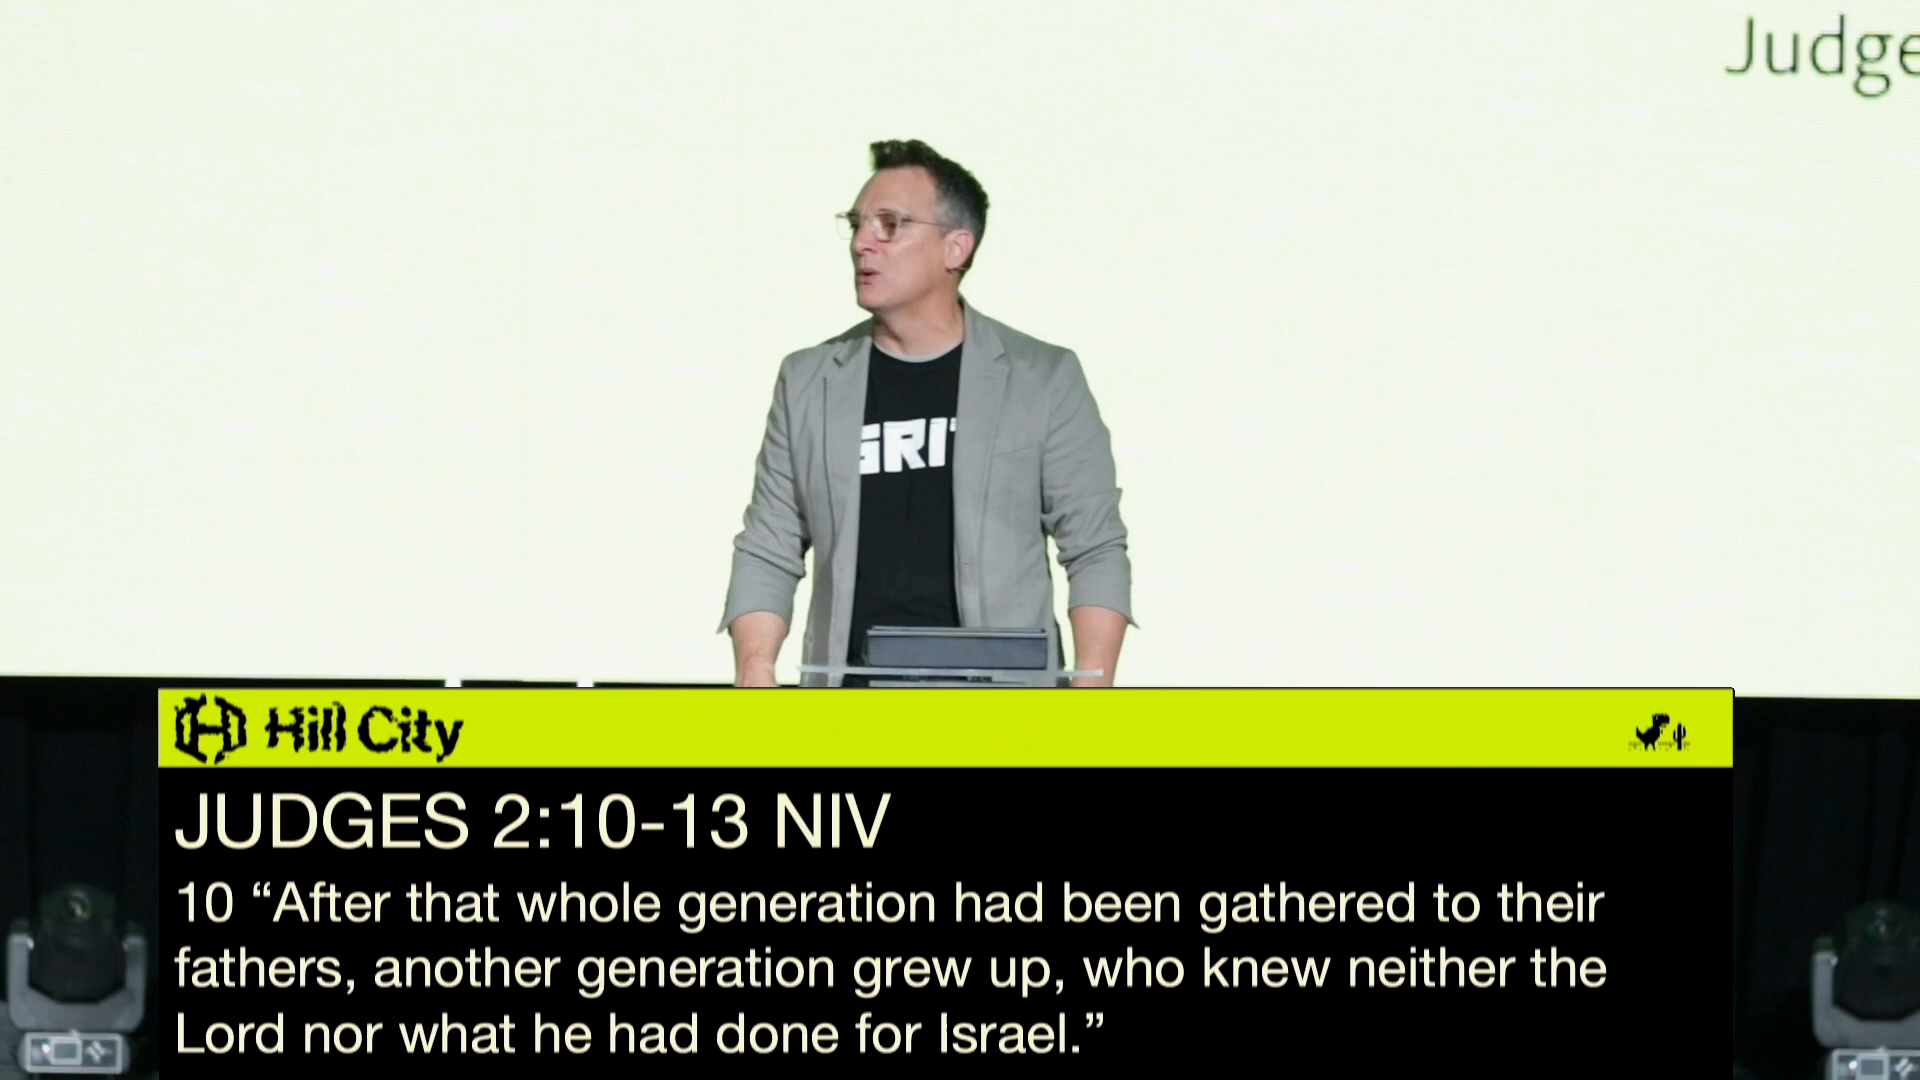 Judge
GRIT
Hill City
JUDGES 2:10-13 NIV
10 “After that whole generation had been gathered to their
fathers, another generation grew up, who knew neither the
Lord nor what he had done for Israel.”